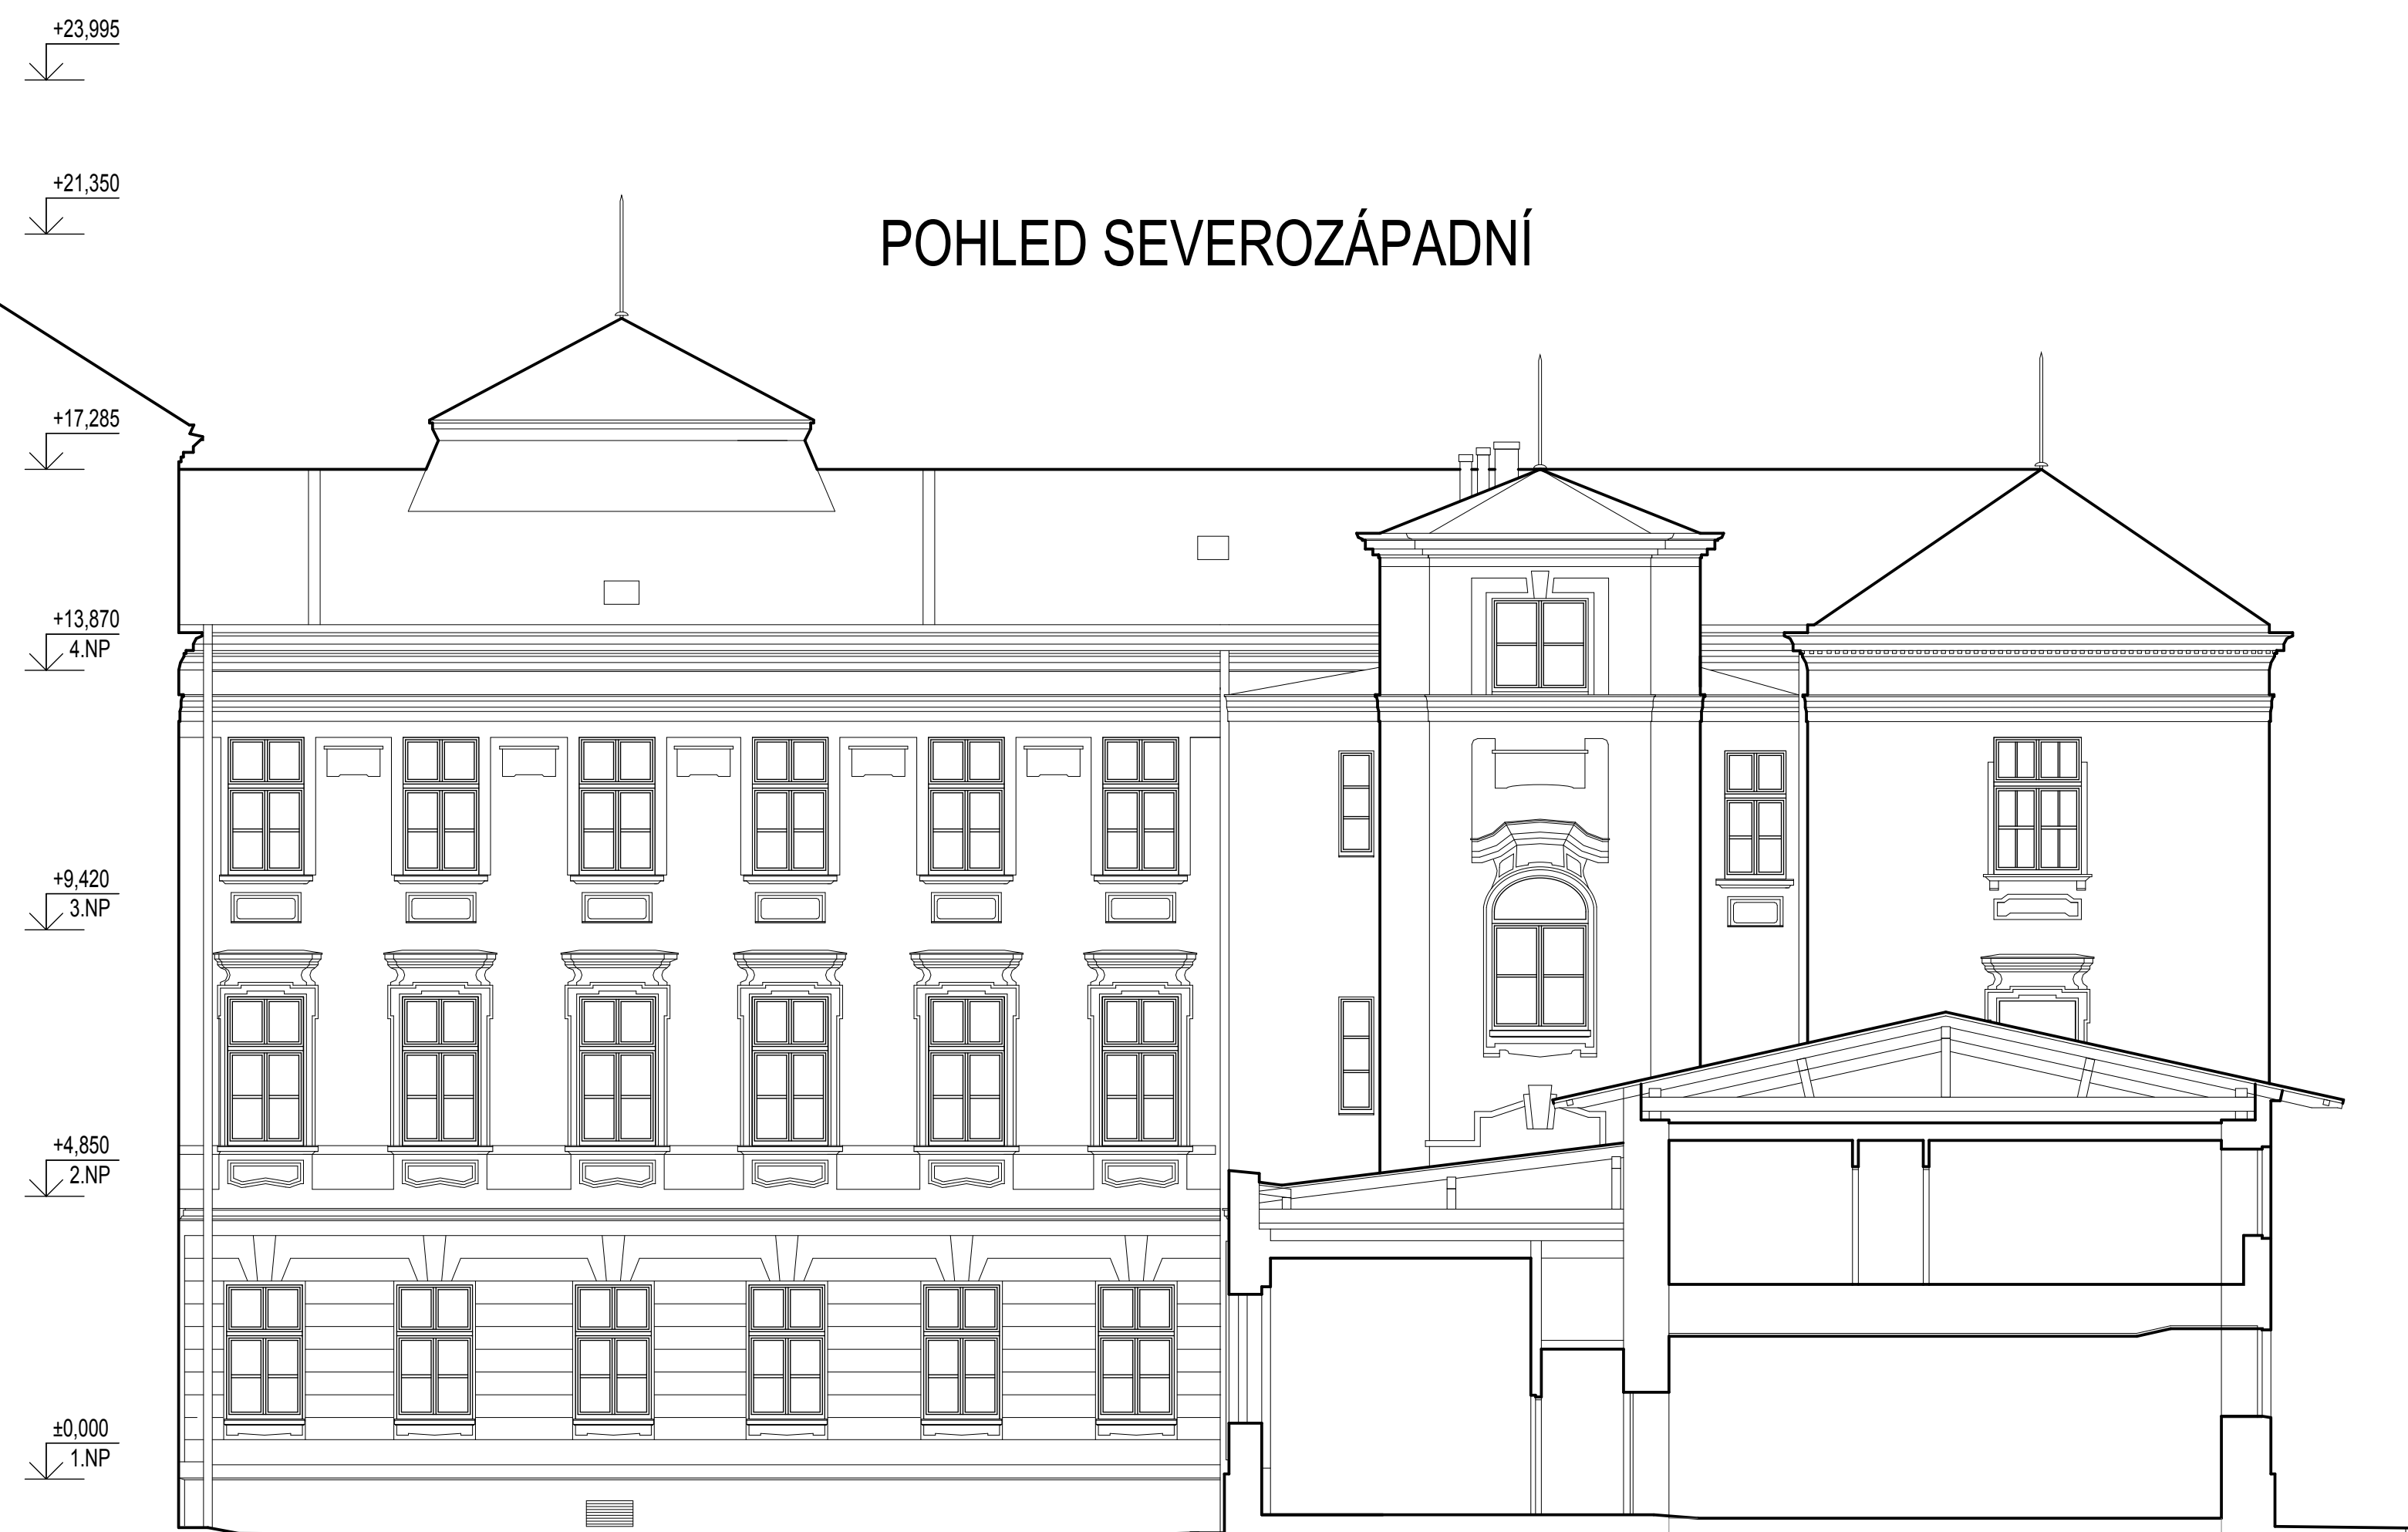 +23,995
+21,350
POHLED SEVEROZÁPADNÍ
+17,285
+13,870
4.NP
+9,420
3.NP
+4,850
2.NP
±0,000
1.NP